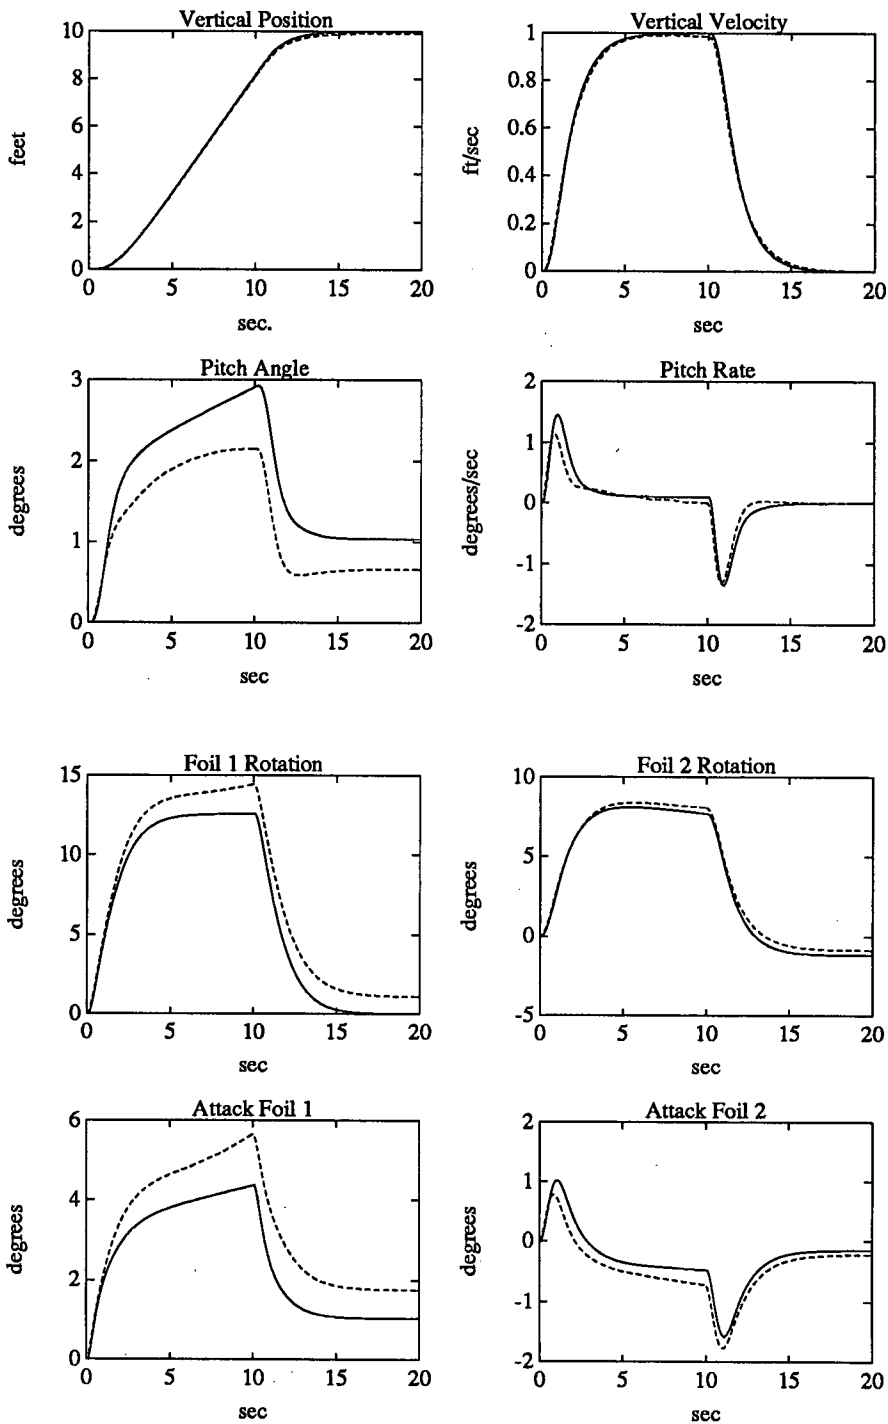 Vertical Position
10
8
6
4
2
0
feet
0 5 10 15 20
sec.
Vertical Velocity
1
0.8
0.6
0.4
0.2
0
ft/sec
0 5 10 15 20
sec
Pitch Angle
3
2
1
0
degrees
0 5 10 15 20
sec
Pitch Rate
2
1
0
-1
-2
degrees/sec
0 5 10 15 20
sec
Foil 1 Rotation
15
10
5
0
degrees
0 5 10 15 20
sec
Foil 2 Rotation
10
5
0
-5
degrees
0 5 10 15 20
sec
Attack Foil 1
6
4
2
0
degrees
0 5 10 15 20
sec
Attack Foil 2
2
1
0
-1
-2
degrees
0 5 10 15 20
sec